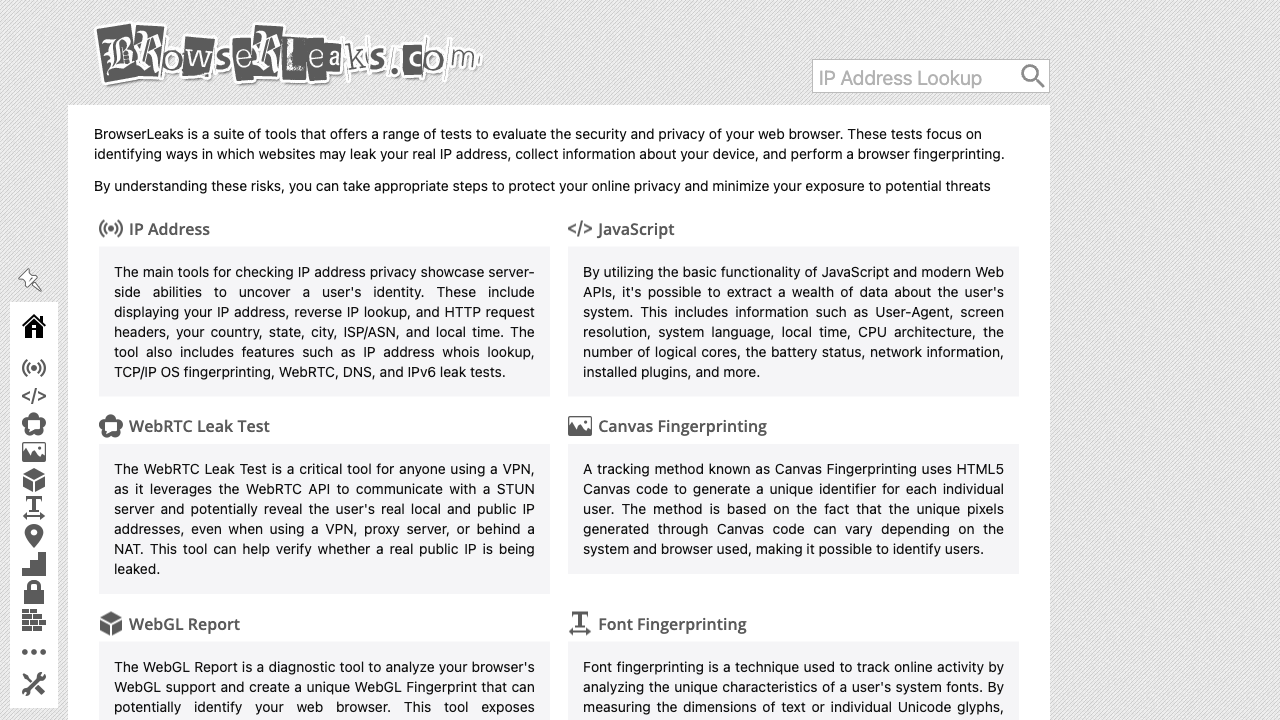 BRowseRLeaks.com
IP Address Lookup
BrowserLeaks is a suite of tools that offers a range of tests to evaluate the security and privacy of your web browser. These tests focus on
identifying ways in which websites may leak your real IP address, collect information about your device, and perform a browser fingerprinting.
By understanding these risks, you can take appropriate steps to protect your online privacy and minimize your exposure to potential threats
IP Address
The main tools for checking IP address privacy showcase server-
side abilities to uncover a user's identity. These include
displaying your IP address, reverse IP lookup, and HTTP request
headers, your country, state, city, ISP/ASN, and local time. The
tool also includes features such as IP address whois lookup,
TCP/IP OS fingerprinting, WebRTC, DNS, and IPv6 leak tests.
</> JavaScript
By utilizing the basic functionality of JavaScript and modern Web
APIs, it's possible to extract a wealth of data about the user's
system. This includes information such as User-Agent, screen
resolution, system language, local time, CPU architecture, the
number of logical cores, the battery status, network information,
installed plugins, and more.
WebRTC Leak Test
The WebRTC Leak Test is a critical tool for anyone using a VPN,
as it leverages the WebRTC API to communicate with a STUN
server and potentially reveal the user's real local and public IP
addresses, even when using a VPN, proxy server, or behind a
NAT. This tool can help verify whether a real public IP is being
leaked.
Canvas Fingerprinting
A tracking method known as Canvas Fingerprinting uses HTML5
Canvas code to generate a unique identifier for each individual
user. The method is based on the fact that the unique pixels
generated through Canvas code can vary depending on the
system and browser used, making it possible to identify users.
WebGL Report
The WebGL Report is a diagnostic tool to analyze your browser's
WebGL support and create a unique WebGL Fingerprint that can
potentially identify your web browser. This tool exposes
Font Fingerprinting
Font fingerprinting is a technique used to track online activity by
analyzing the unique characteristics of a user's system fonts. By
measuring the dimensions of text or individual Unicode glyphs,